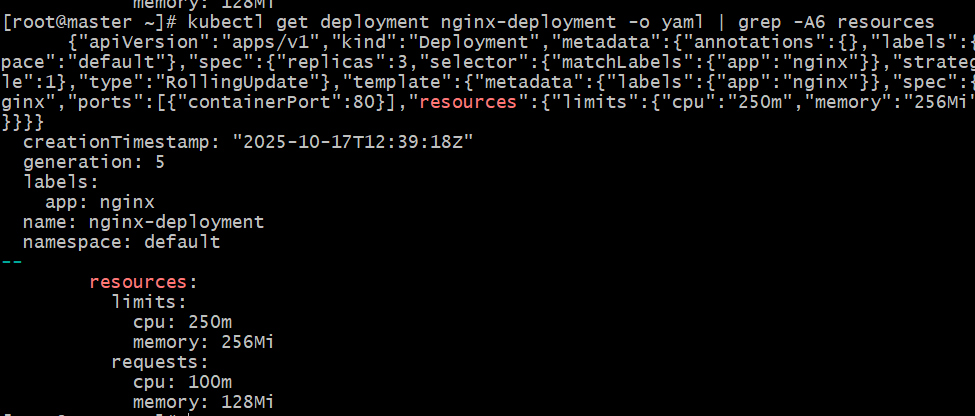 memory: 128Mi
[root@master ~]# kubectl get deployment nginx-deployment -o yaml | grep -A6 resources
{"apiVersion":"apps/v1","kind":"Deployment","metadata":{"annotations":{},"labels":{
pace":"default"},"spec":{"replicas":3,"selector":{"matchLabels":{"app":"nginx"}},"strateg
le":1},"type":"RollingUpdate"},"template":{"metadata":{"labels":{"app":"nginx"}},"spec":{
ginx","ports":[{"containerPort":80}],"resources":{"limits":{"cpu":"250m","memory":"256Mi"
}}}}
creationTimestamp: "2025-10-17T12:39:18Z"
generation: 5
labels:
app: nginx
name: nginx-deployment
namespace: default
--
resources:
limits:
cpu: 250m
memory: 256Mi
requests:
cpu: 100m
memory: 128Mi